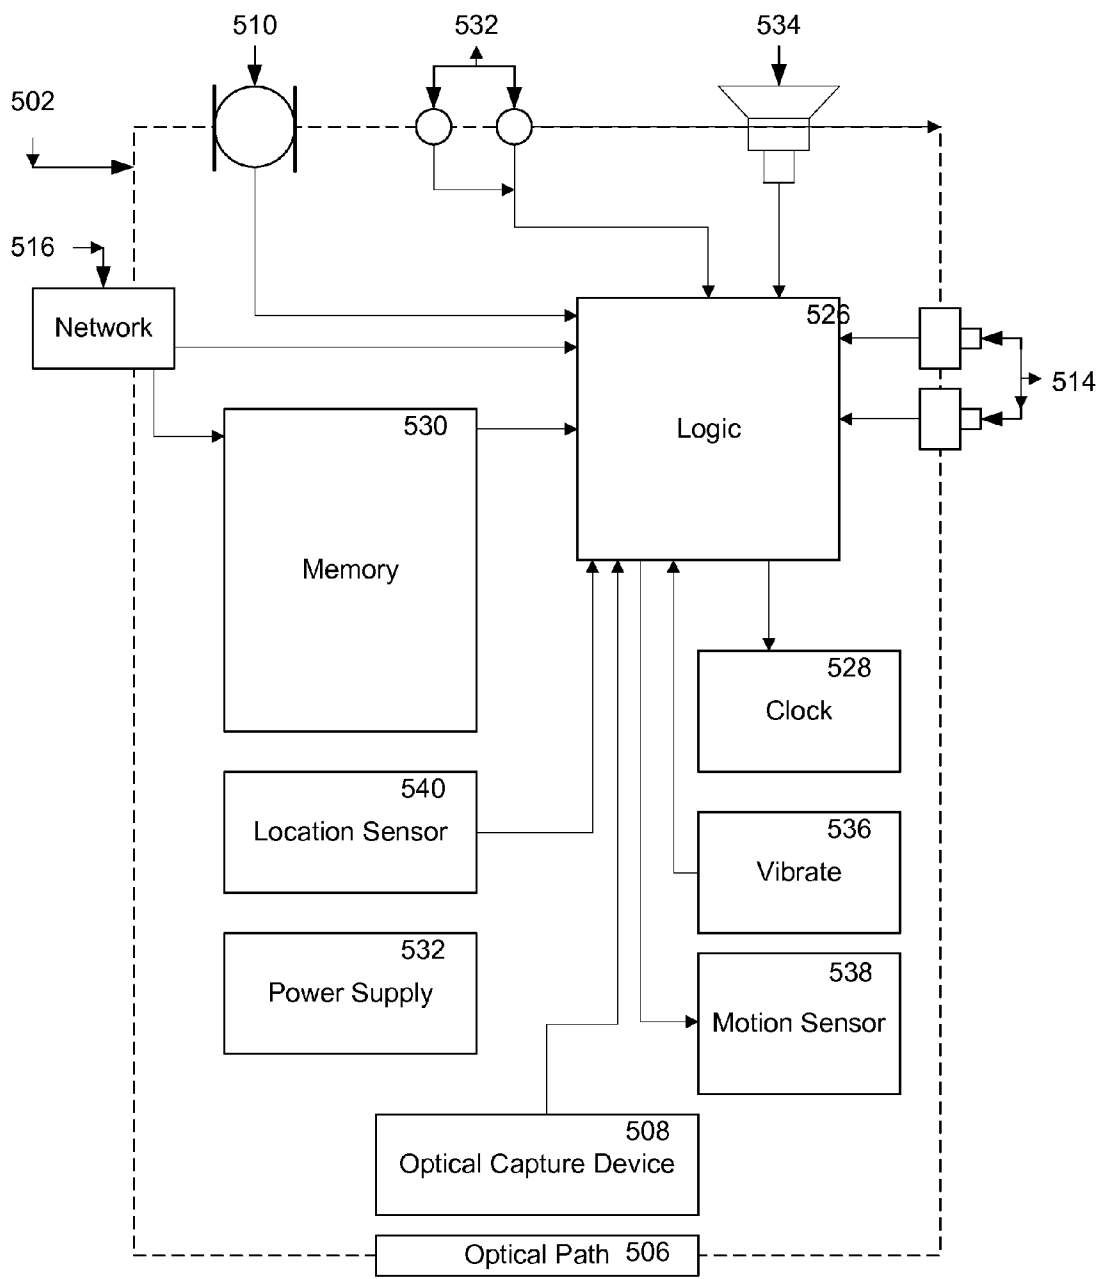 510
532
534
502
516
Network
526
514
530
Logic
Memory
528
Clock
540
Location Sensor
536
Vibrate
532
Power Supply
538
Motion Sensor
508
Optical Capture Device
Optical Path 506